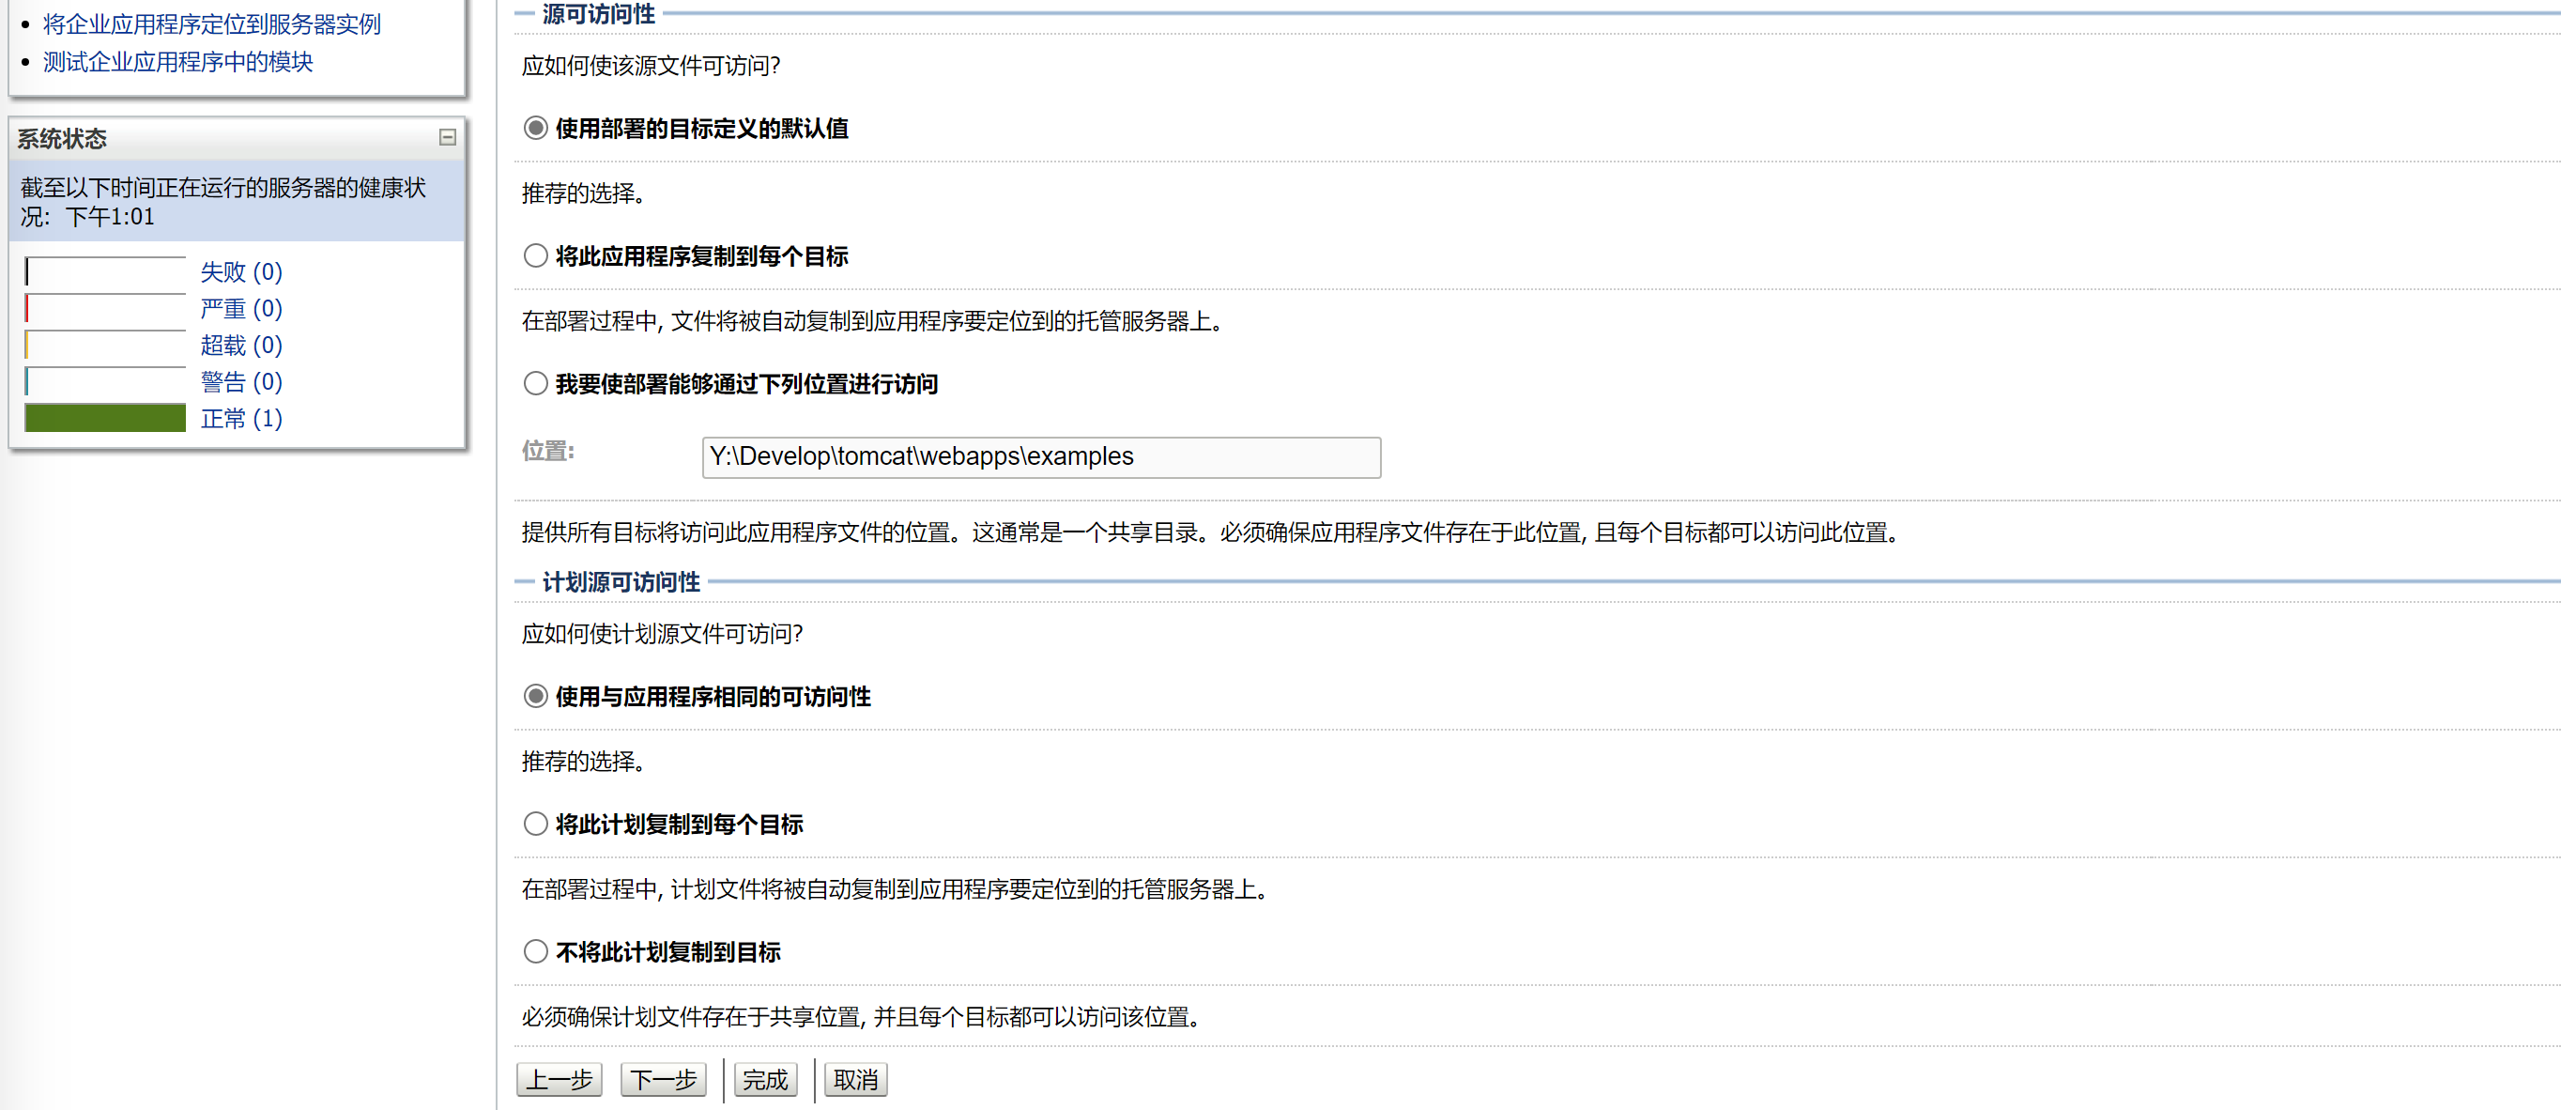 将企业应用程序定位到服务器实例
测试企业应用程序中的模块
系统状态
截至以下时间正在运行的服务器的健康状
况: 下午1:01
失败 (0)
严重 (0)
超载 (0)
警告 (0)
正常 (1)
源可访问性
应如何使该源文件可访问?
使用部署的目标定义的默认值
推荐的选择。
将此应用程序复制到每个目标
在部署过程中, 文件将被自动复制到应用程序要定位到的托管服务器上。
我要使部署能够通过下列位置进行访问
位置: Y:\Develop\tomcat\webapps\examples
提供所有目标将访问此应用程序文件的位置。这通常是一个共享目录。必须确保应用程序文件存在于此位置, 且每个目标都可以访问此位置。
计划源可访问性
应如何使计划源文件可访问?
使用与应用程序相同的可访问性
推荐的选择。
将此计划复制到每个目标
在部署过程中, 计划文件将被自动复制到应用程序要定位到的托管服务器上。
不将此计划复制到目标
必须确保计划文件存在于共享位置, 并且每个目标都可以访问该位置。
上一步 下一步 完成 取消